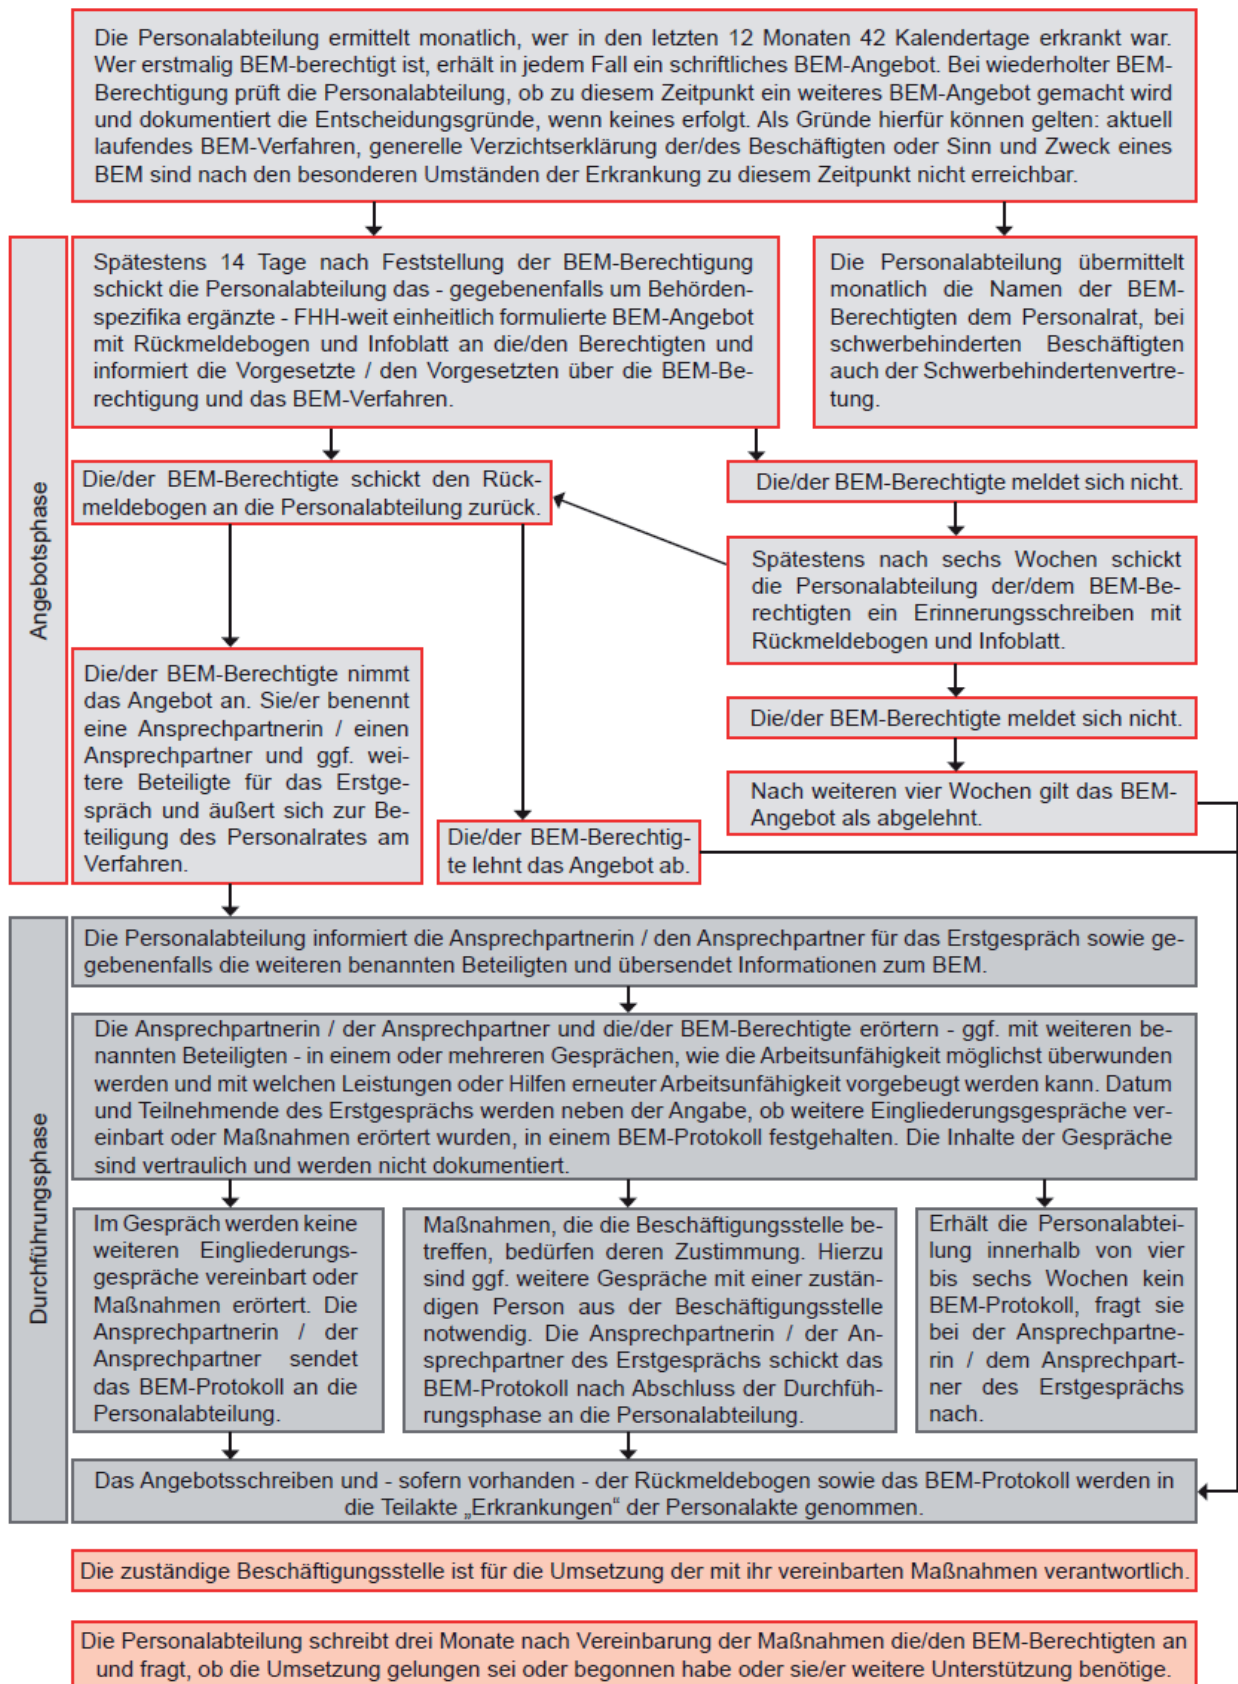 Die Personalabteilung ermittelt monatlich, wer in den letzten 12 Monaten 42 Kalendertage erkrankt war.
Wer erstmalig BEM-berechtigt ist, erhält in jedem Fall ein schriftliches BEM-Angebot. Bei wiederholter BEM-
Berechtigung prüft die Personalabteilung, ob zu diesem Zeitpunkt ein weiteres BEM-Angebot gemacht wird
und dokumentiert die Entscheidungsgründe, wenn keines erfolgt. Als Gründe hierfür können gelten: aktuell
laufendes BEM-Verfahren, generelle Verzichtserklärung der/des Beschäftigten oder Sinn und Zweck eines
BEM sind nach den besonderen Umständen der Erkrankung zu diesem Zeitpunkt nicht erreichbar.
Angebotsphase
Spätestens 14 Tage nach Feststellung der BEM-Berechtigung
schickt die Personalabteilung das - gegebenenfalls um Behörden-
spezifika ergänzte - FHH-weit einheitlich formulierte BEM-Angebot
mit Rückmeldebogen und Infoblatt an die/den Berechtigten und
informiert die Vorgesetzte / den Vorgesetzten über die BEM-Be-
rechtigung und das BEM-Verfahren.
Die Personalabteilung übermittelt
monatlich die Namen der BEM-
Berechtigten dem Personalrat, bei
schwerbehinderten Beschäftigten
auch der Schwerbehindertenvertre-
tung.
Die/der BEM-Berechtigte schickt den Rück-
meldebogen an die Personalabteilung zurück.
Die/der BEM-Berechtigte meldet sich nicht.
Spätestens nach sechs Wochen schickt
die Personalabteilung der/dem BEM-Be-
rechtigten ein Erinnerungsschreiben mit
Rückmeldebogen und Infoblatt.
Die/der BEM-Berechtigte meldet sich nicht.
Nach weiteren vier Wochen gilt das BEM-
Angebot als abgelehnt.
Die/der BEM-Berechtigte nimmt
das Angebot an. Sie/er benennt
eine Ansprechpartnerin / einen
Ansprechpartner und ggf. wei-
tere Beteiligte für das Erstge-
spräch und äußert sich zur Be-
teiligung des Personalrates am
Verfahren.
Die/der BEM-Berechtig-
te lehnt das Angebot ab.
Durchführungsphase
Die Personalabteilung informiert die Ansprechpartnerin / den Ansprechpartner für das Erstgespräch sowie ge-
gebenenfalls die weiteren benannten Beteiligten und übersendet Informationen zum BEM.
Die Ansprechpartnerin / der Ansprechpartner und die/der BEM-Berechtigte erörtern - ggf. mit weiteren be-
nannten Beteiligten - in einem oder mehreren Gesprächen, wie die Arbeitsunfähigkeit möglichst überwunden
werden und mit welchen Leistungen oder Hilfen erneuter Arbeitsunfähigkeit vorgebeugt werden kann. Datum
und Teilnehmende des Erstgesprächs werden neben der Angabe, ob weitere Eingliederungsgespräche ver-
einbart oder Maßnahmen erörtert wurden, in einem BEM-Protokoll festgehalten. Die Inhalte der Gespräche
sind vertraulich und werden nicht dokumentiert.
Im Gespräch werden keine
weiteren Eingliederungs-
gespräche vereinbart oder
Maßnahmen erörtert. Die
Ansprechpartnerin / der
Ansprechpartner sendet
das BEM-Protokoll an die
Personalabteilung.
Maßnahmen, die die Beschäftigungsstelle be-
treffen, bedürfen deren Zustimmung. Hierzu
sind ggf. weitere Gespräche mit einer zustän-
digen Person aus der Beschäftigungsstelle
notwendig. Die Ansprechpartnerin / der An-
sprechpartner des Erstgesprächs schickt das
BEM-Protokoll nach Abschluss der Durchfüh-
rungsphase an die Personalabteilung.
Erhält die Personalabtei-
lung innerhalb von vier
bis sechs Wochen kein
BEM-Protokoll, fragt sie
bei der Ansprechpartne-
rin / dem Ansprechpart-
ner des Erstgesprächs
nach.
Das Angebotsschreiben und - sofern vorhanden - der Rückmeldebogen sowie das BEM-Protokoll werden in
die Teilakte „Erkrankungen“ der Personalakte genommen.
Die zuständige Beschäftigungsstelle ist für die Umsetzung der mit ihr vereinbarten Maßnahmen verantwortlich.
Die Personalabteilung schreibt drei Monate nach Vereinbarung der Maßnahmen die/den BEM-Berechtigten an
und fragt, ob die Umsetzung gelungen sei oder begonnen habe oder sie/er weitere Unterstützung benötige.